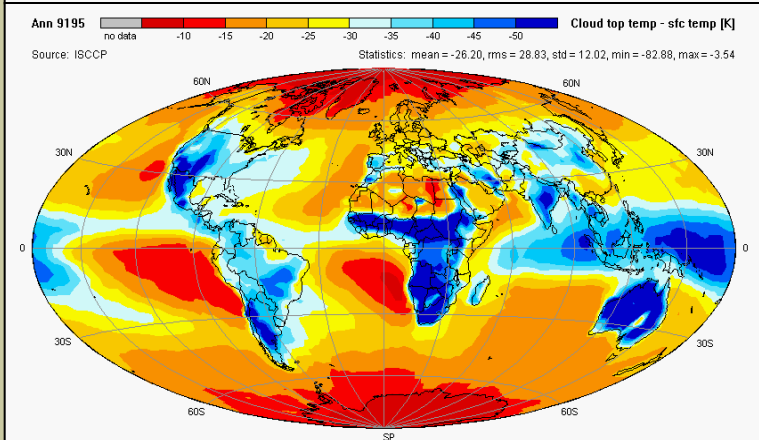 Ann 9195 no data -10 -15 -20 -25 -30 -35 -40 -45 -50 Cloud top temp - sfc temp [K]
Source: ISCCP Statistics: mean = -26.20, rms = 28.83, std = 12.02, min = -82.88, max = -3.54
60N 60N
30N 30N
0 0
30S 30S
60S 60S
SP